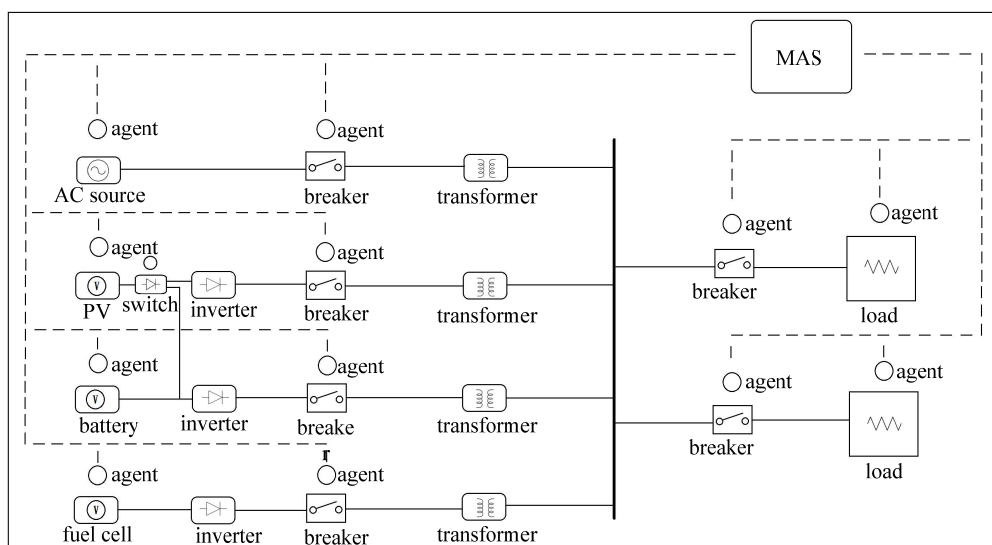 MAS
agent
agent
AC source
breaker
transformer
agent
agent
agent
agent
V
PV
switch
inverter
breaker
transformer
breaker
load
agent
agent
V
battery
inverter
breake
r
transformer
agent
agent
breaker
load
agent
agent
V
fuel cell
inverter
breaker
transformer